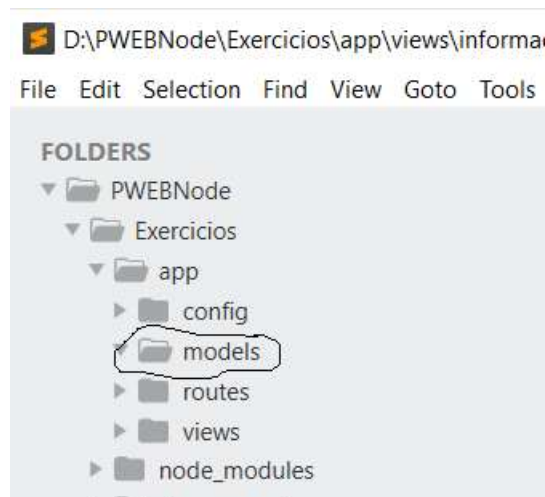 D:\PWEBNode\Exercicios\app\views\informa
File Edit Selection Find View Goto Tools
FOLDERS
PWEBNode
Exercicios
app
config
models
routes
views
node_modules